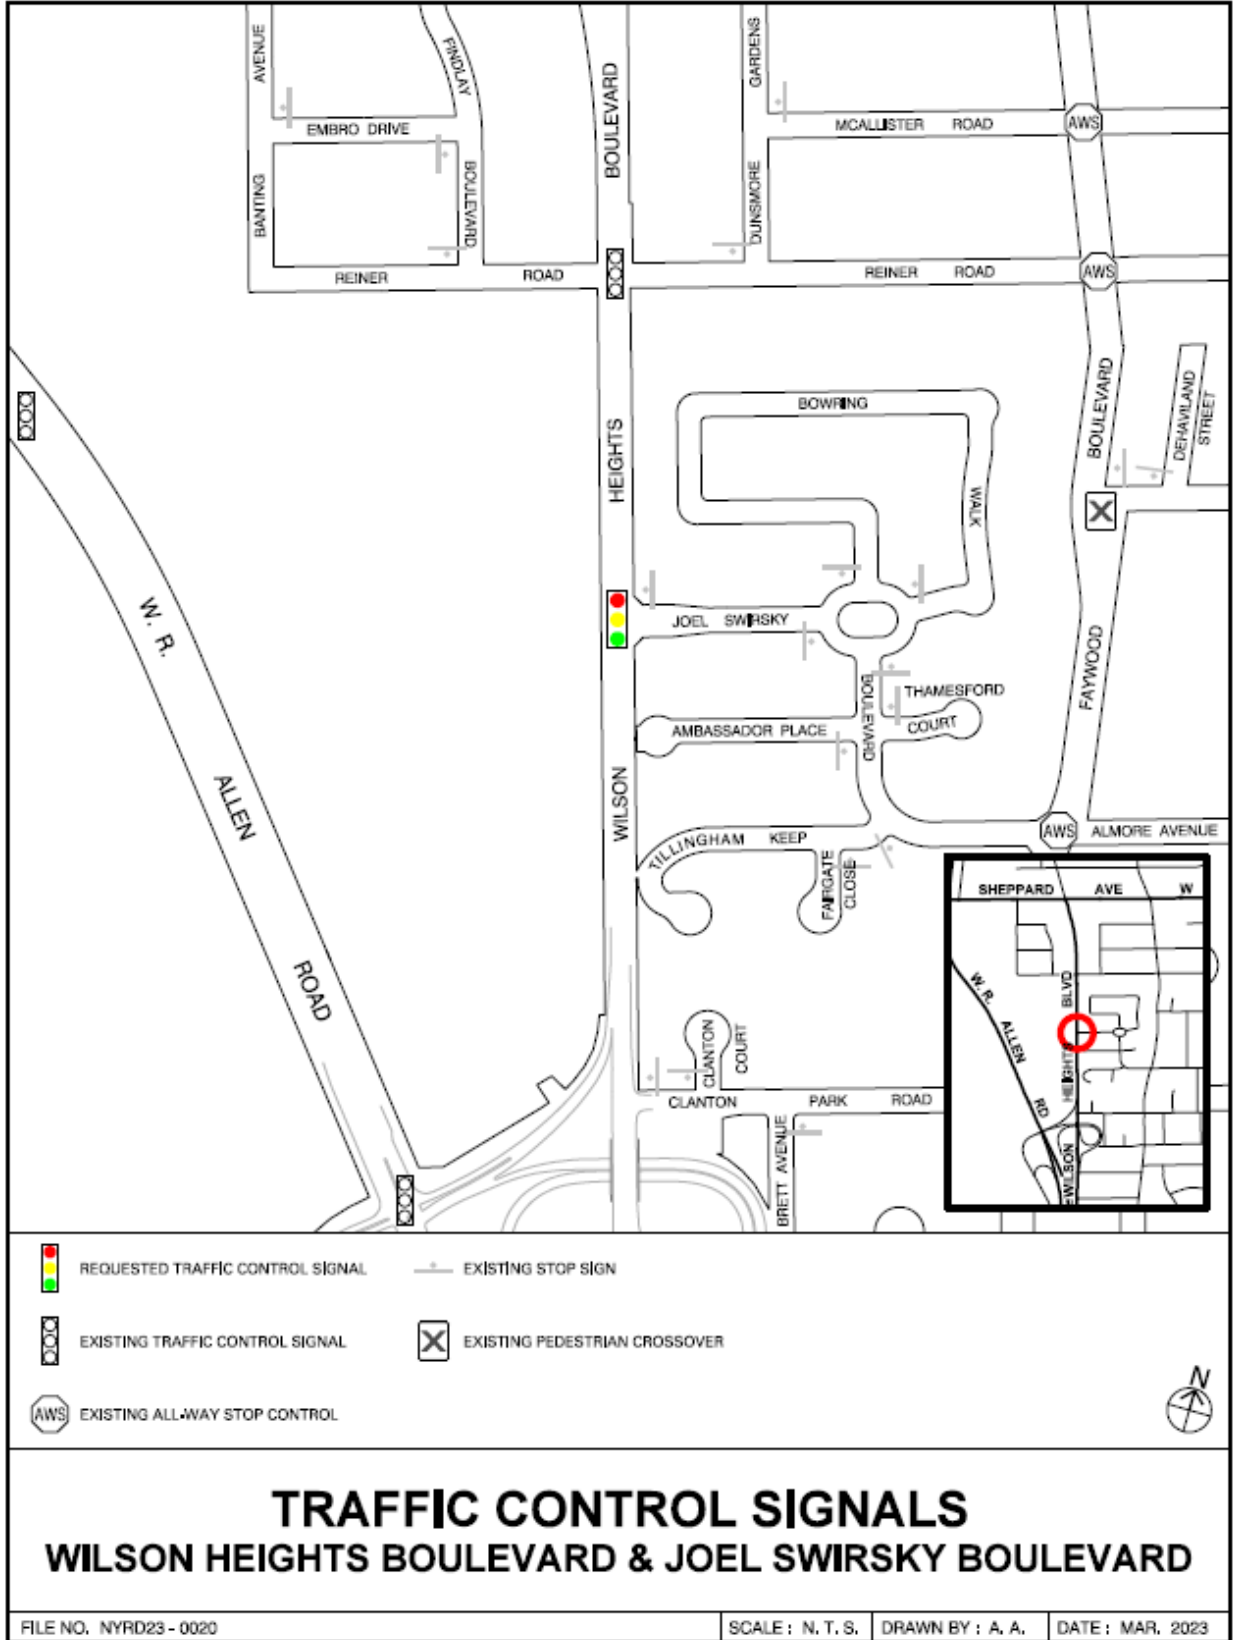 AVENUE
FINDLAY
BOULEVARD
GARDENS
EMBRO DRIVE
MCALLISTER ROAD
AWS
BANTING
BOULEVARD
DUNSMORE
REINER ROAD
REINER ROAD
AWS
BOWRING
BOULEVARD
DEHAVILAND
STREET
HEIGHTS
WALK
W. R.
JOEL SWIRSKY
FAYWOOD
BOULEVARD
THAMESFORD
COURT
AMBASSADOR PLACE
ALLEN
WILSON
TILLINGHAM KEEP
AWS
ALMORE AVENUE
FAIRGATE
CLOSE
SHEPPARD AVE W
ROAD
W. R.
ALLEN
RD
BLVD
HEIGHTS
WILSON
CLANTON
COURT
CLANTON PARK ROAD
BRETT AVENUE
REQUESTED TRAFFIC CONTROL SIGNAL
EXISTING STOP SIGN
EXISTING TRAFFIC CONTROL SIGNAL
EXISTING PEDESTRIAN CROSSOVER
AWS
EXISTING ALL-WAY STOP CONTROL
N
TRAFFIC CONTROL SIGNALS
WILSON HEIGHTS BOULEVARD & JOEL SWIRSKY BOULEVARD
FILE NO. NYRD23 - 0020
SCALE : N. T. S.
DRAWN BY : A. A.
DATE : MAR. 2023